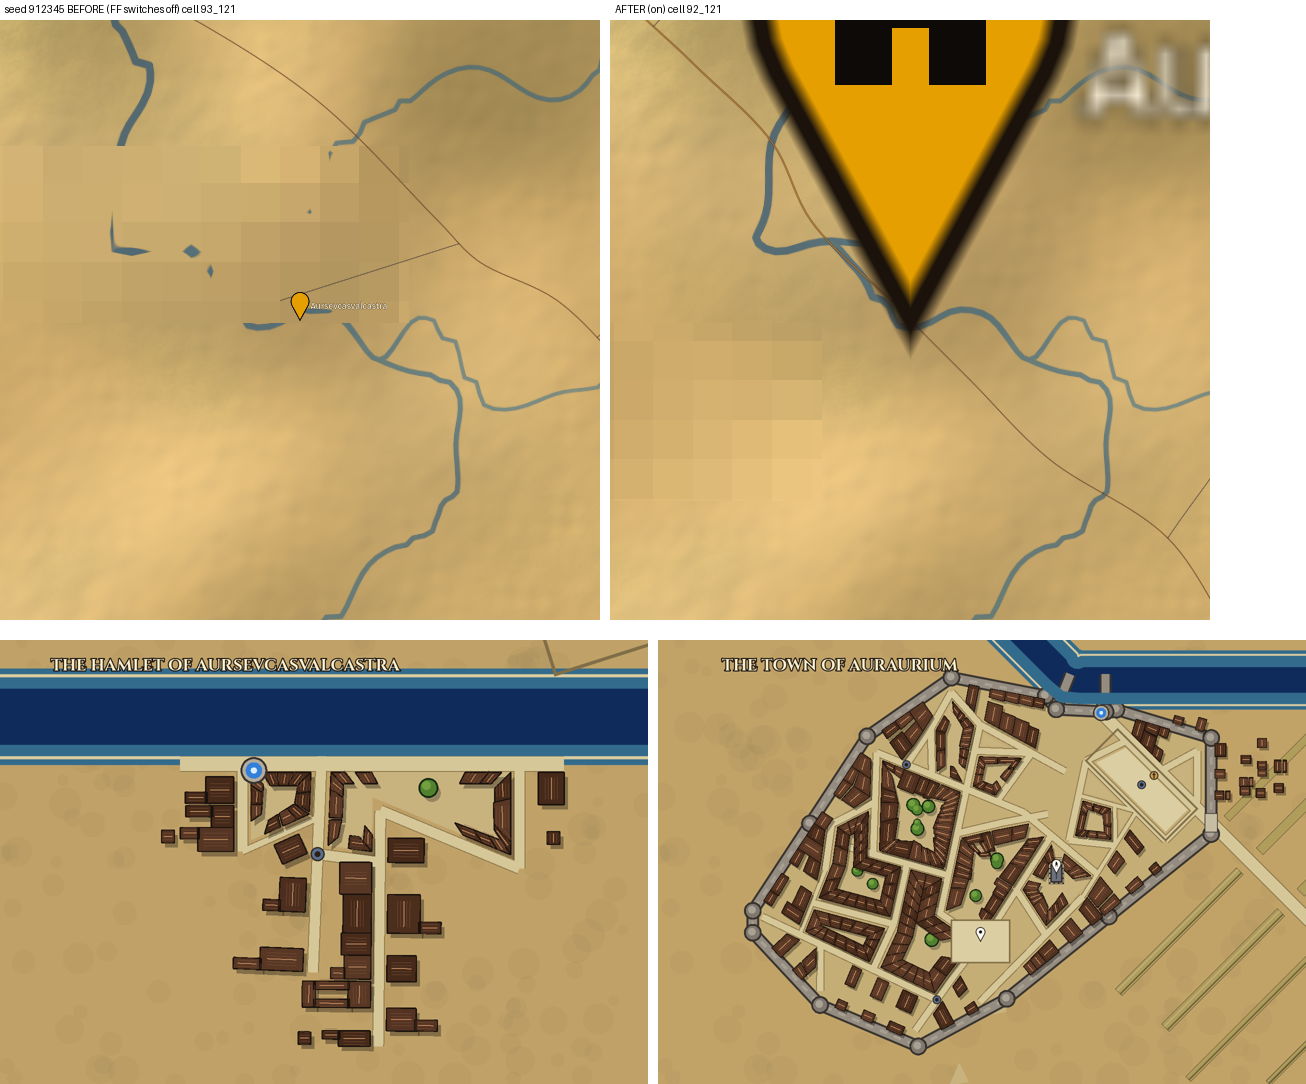 seed 912345 BEFORE (FF switches off) cell 93_121
AFTER (on) cell 92_121
Aursevcasvalcastra
THE HAMLET OF AURSEVCASVALCASTRA
THE TOWN OF AURAURIUM